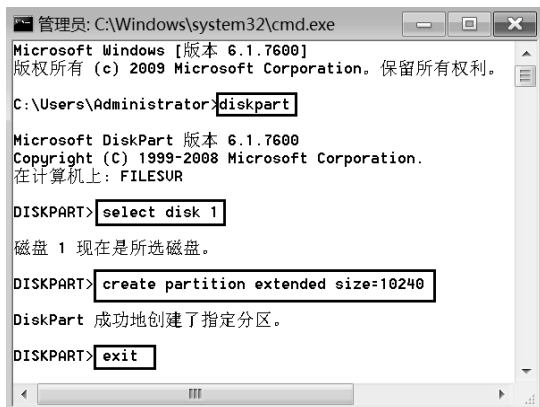 管理员: C:\Windows\system32\cmd.exe
Microsoft Windows [版本 6.1.7600]
版权所有 (c) 2009 Microsoft Corporation。保留所有权利。
C:\Users\Administrator>diskpart
Microsoft DiskPart 版本 6.1.7600
Copyright (C) 1999-2008 Microsoft Corporation.
在计算机上: FILESVR
DISKPART> select disk 1
磁盘 1 现在是所选磁盘。
DISKPART> create partition extended size=10240
DiskPart 成功地创建了指定分区。
DISKPART> exit